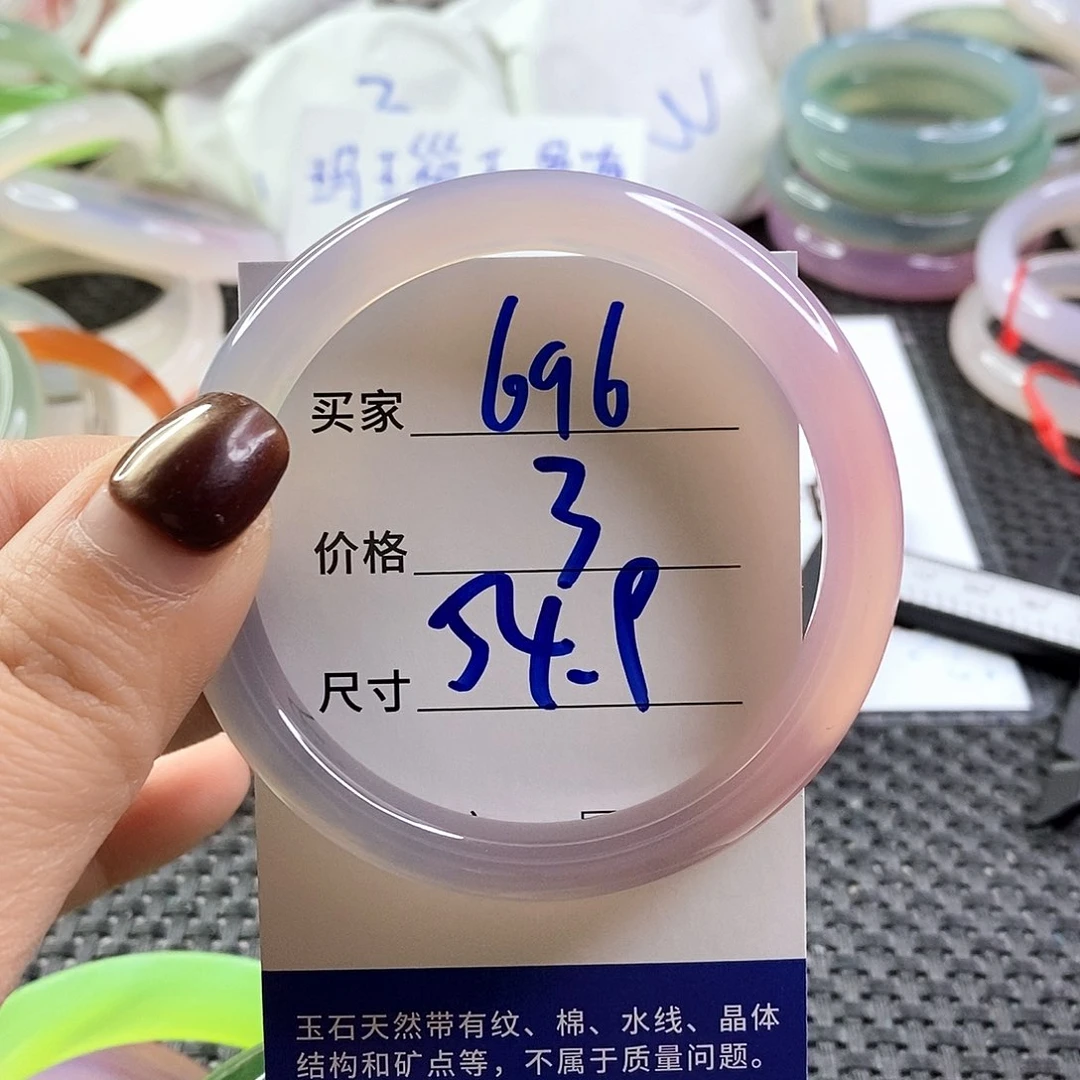 买家 696
价格 3
尺寸 54.9
玉石天然带有纹、棉、水线、晶体
结构和矿点等，不属于质量问题。